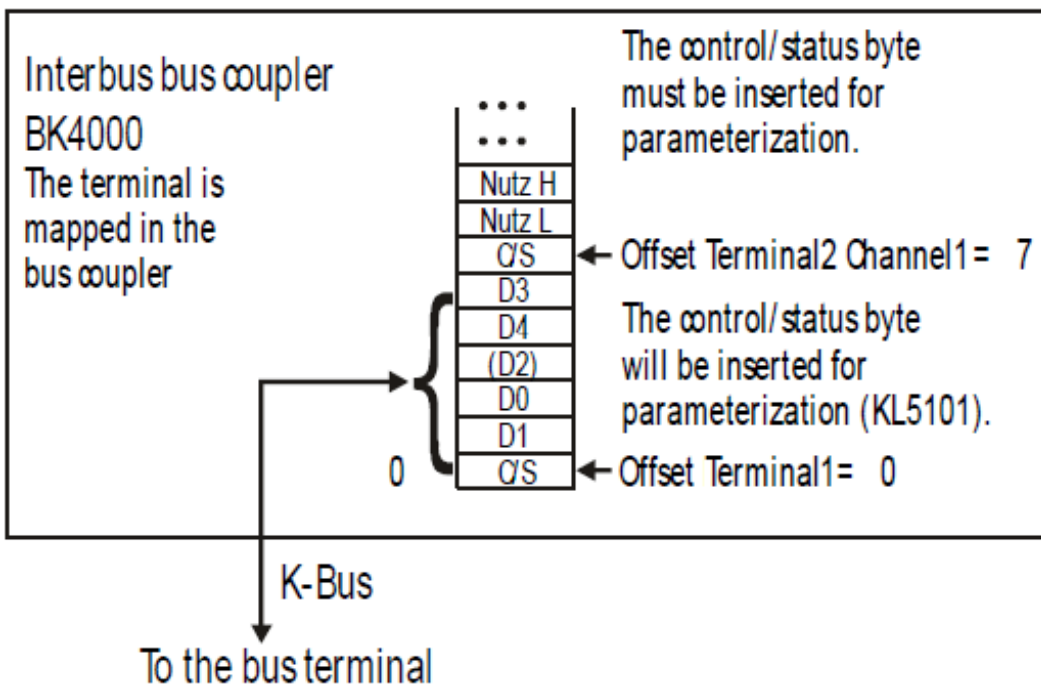 Interbus bus coupler
BK4000
The terminal is
mapped in the
bus coupler
The control/status byte
must be inserted for
parameterization.
•••
•••
Nutz H
Nutz L
C/S
Offset Terminal2 Channel1= 7
D3
D4
(D2)
D0
D1
C/S
The control/status byte
will be inserted for
parameterization (KL5101).
0
Offset Terminal1= 0
K-Bus
To the bus terminal